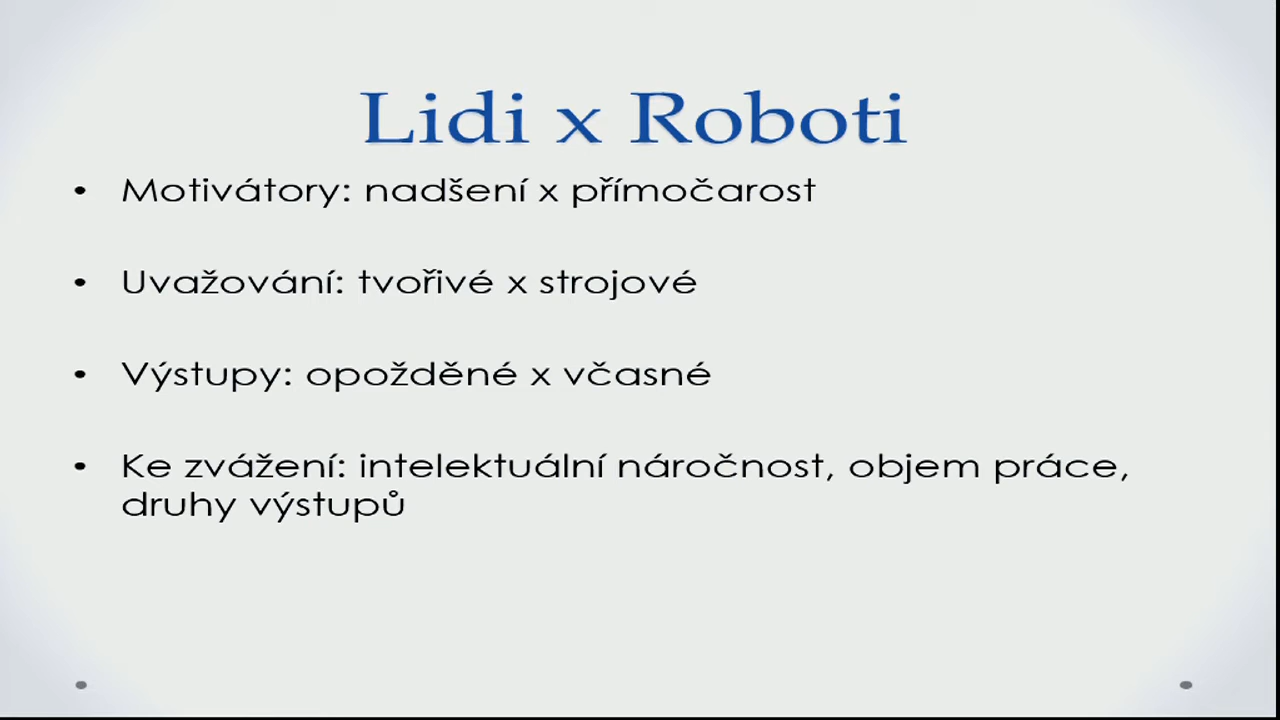 Lidi x Roboti
• Motivátory: nadšení x přímočarost
• Uvažování: tvořivé x strojové
• Výstupy: opožděné x včasné
• Ke zvážení: intelektuální náročnost, objem práce,
druhy výstupů